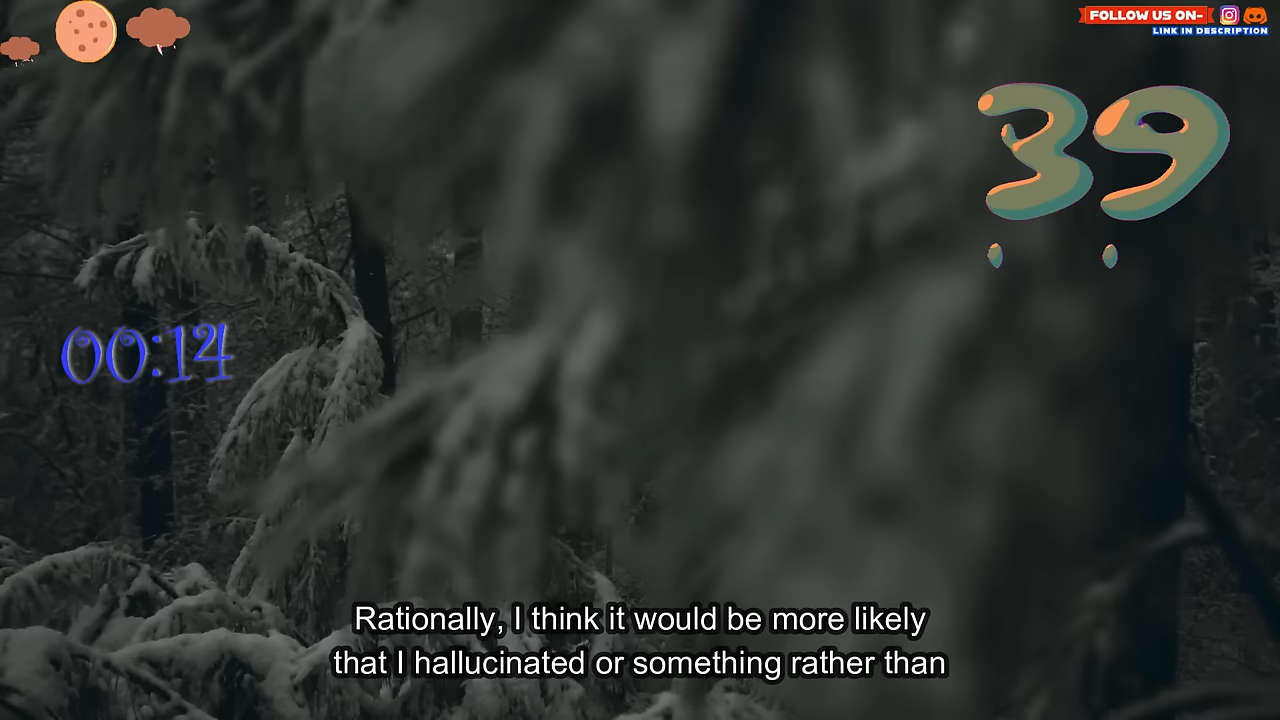 FOLLOW US ON-
LINK IN DESCRIPTION
39
00:14
Rationally, I think it would be more likely
that I hallucinated or something rather than